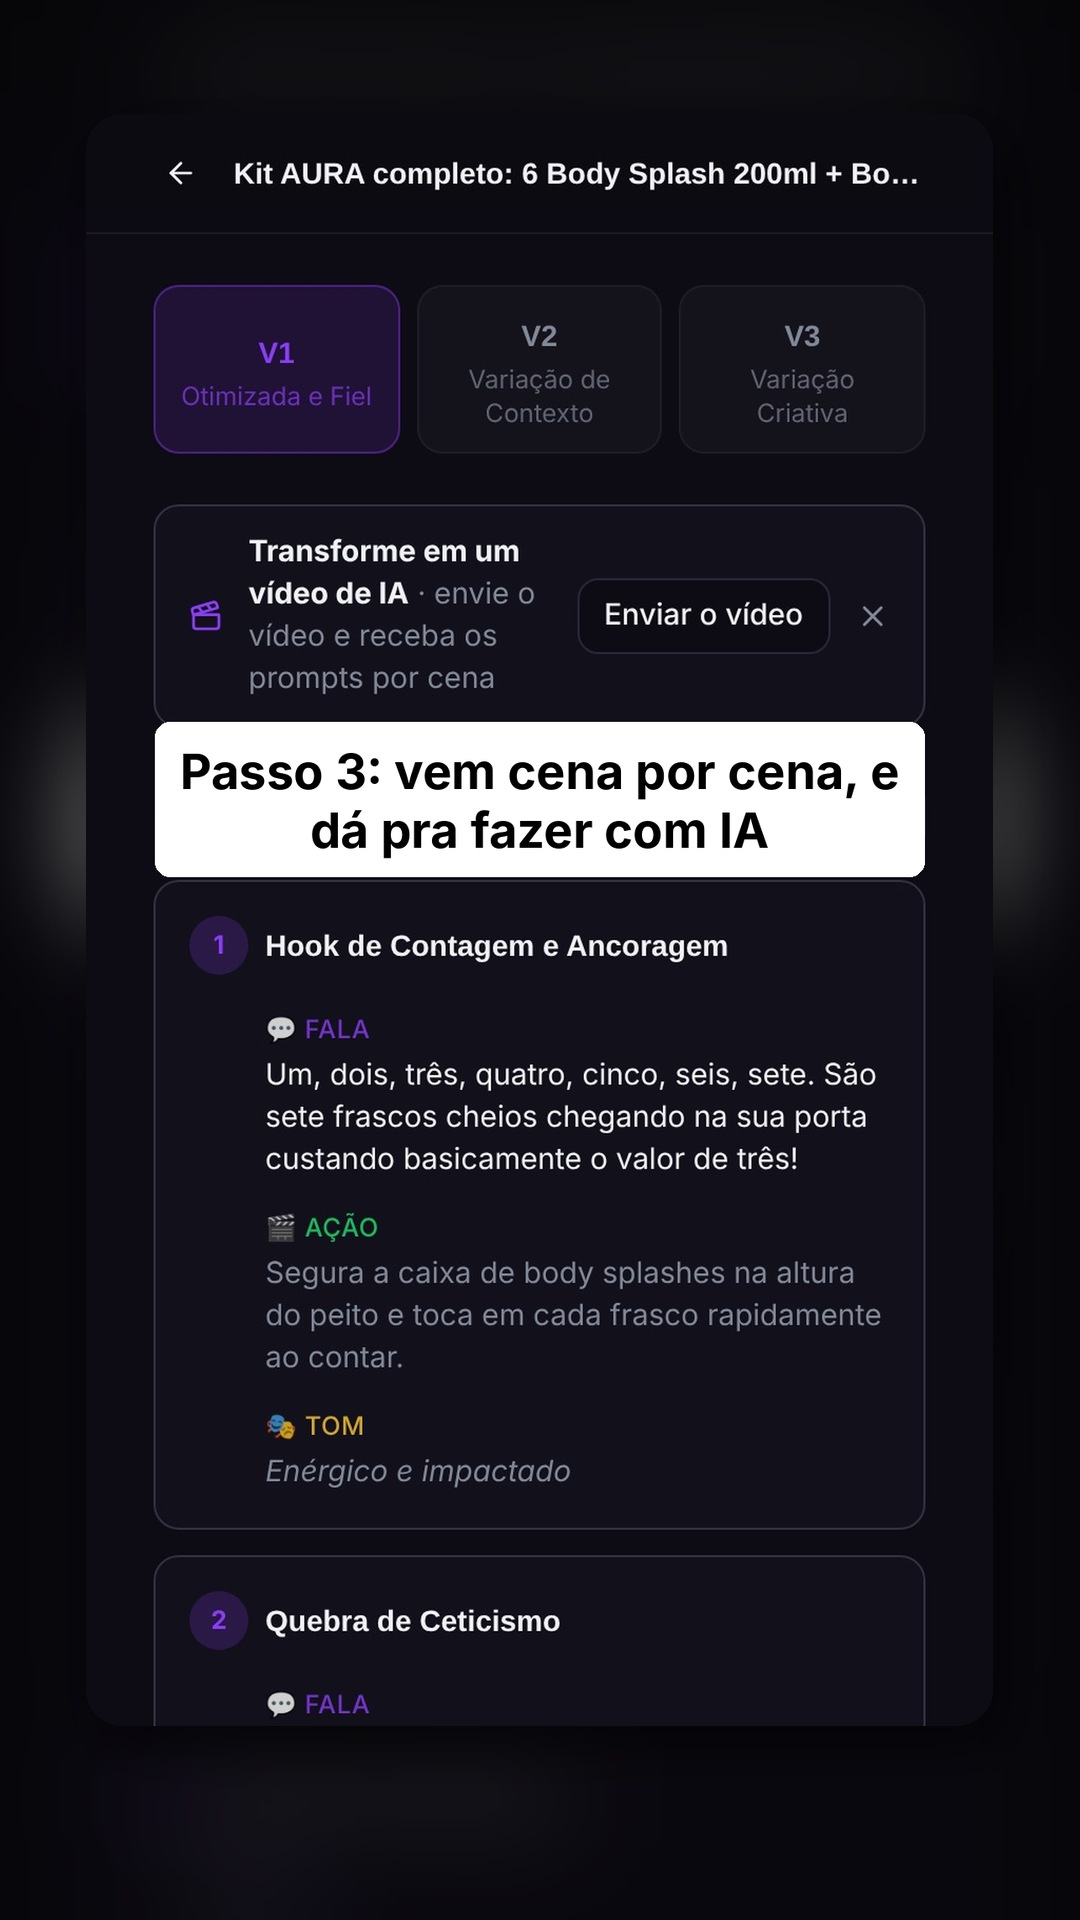 Kit AURA completo: 6 Body Splash 200ml + Bo...
V1
Otimizada e Fiel
V2
Variação de
Contexto
V3
Variação
Criativa
Transforme em um
vídeo de IA · envie o
vídeo e receba os
prompts por cena
Enviar o vídeo
Passo 3: vem cena por cena, e
dá pra fazer com IA
1
Hook de Contagem e Ancoragem
FALA
Um, dois, três, quatro, cinco, seis, sete. São
sete frascos cheios chegando na sua porta
custando basicamente o valor de três!
AÇÃO
Segura a caixa de body splashes na altura
do peito e toca em cada frasco rapidamente
ao contar.
TOM
Enérgico e impactado
2
Quebra de Ceticismo
FALA